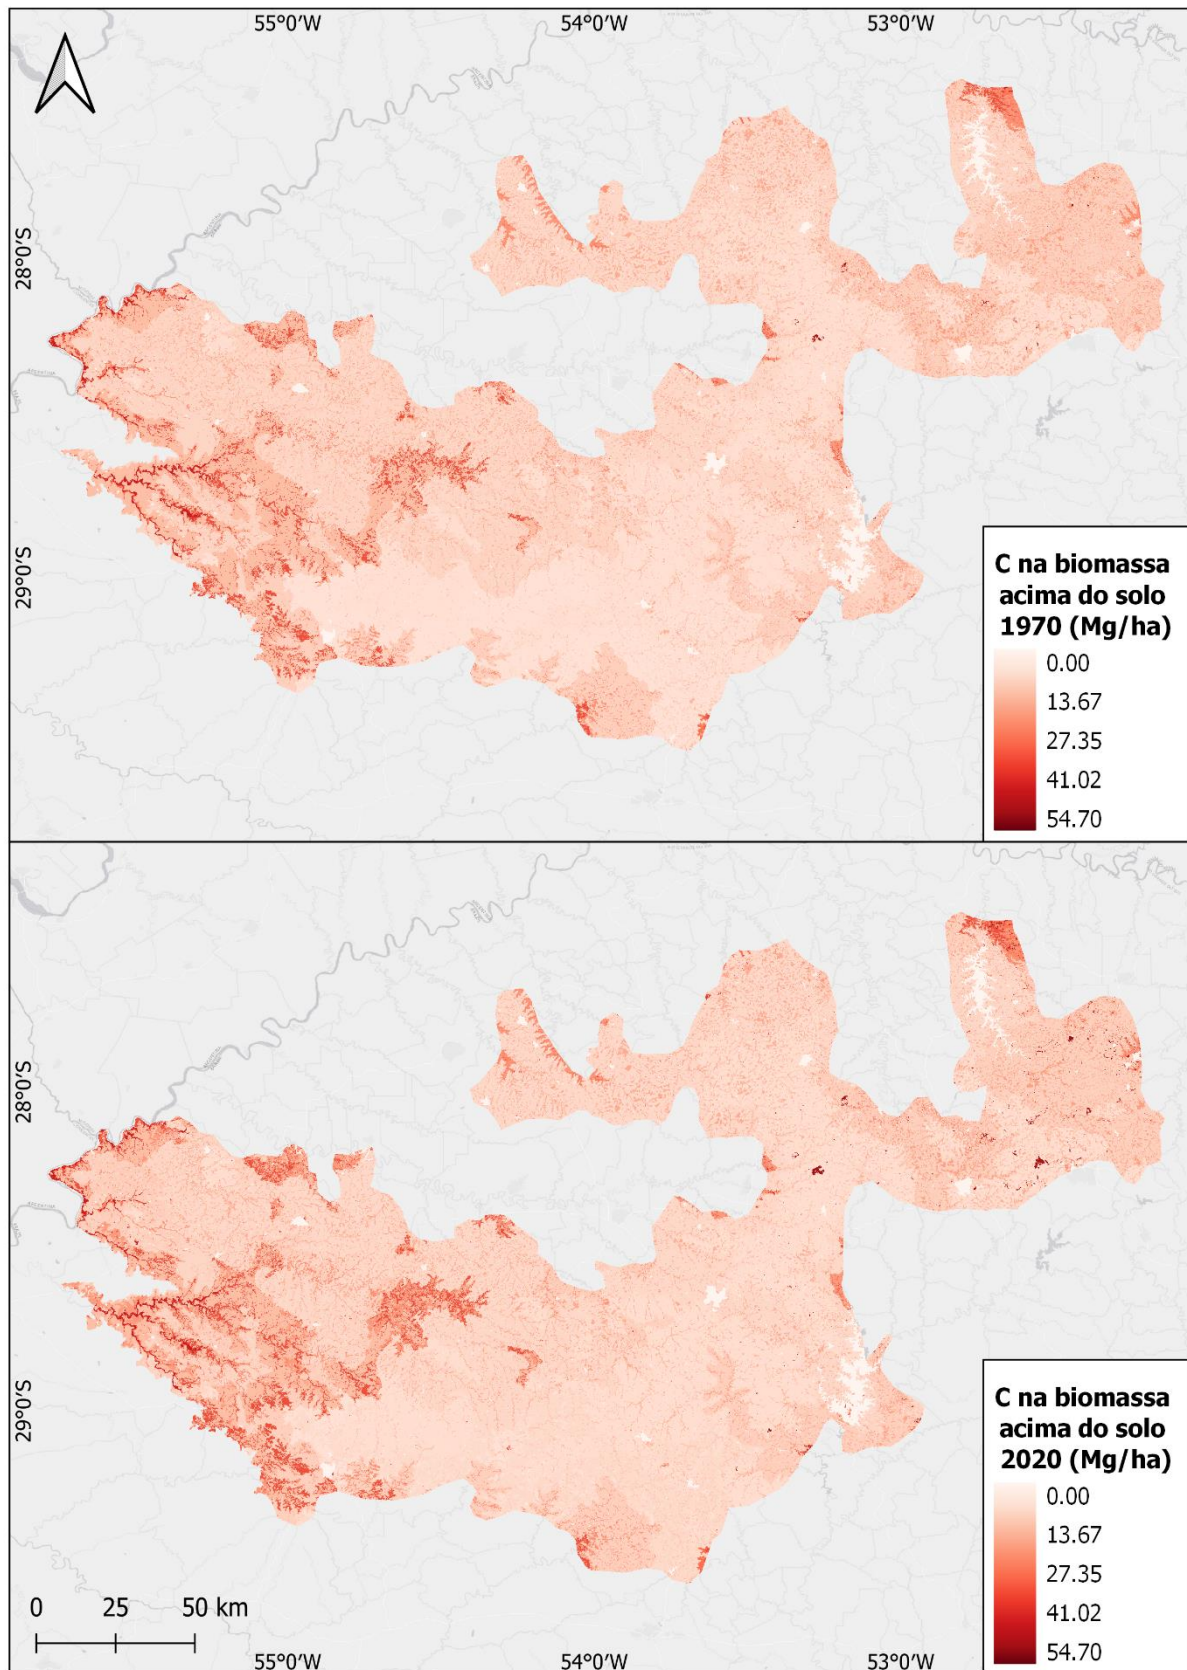 55°0'W 54°0'W 53°0'W
28°0'S
29°0'S
C na biomassa
acima do solo
1970 (Mg/ha)
0.00
13.67
27.35
41.02
54.70
28°0'S
29°0'S
C na biomassa
acima do solo
2020 (Mg/ha)
0.00
13.67
27.35
41.02
54.70
0 25 50 km
55°0'W 54°0'W 53°0'W